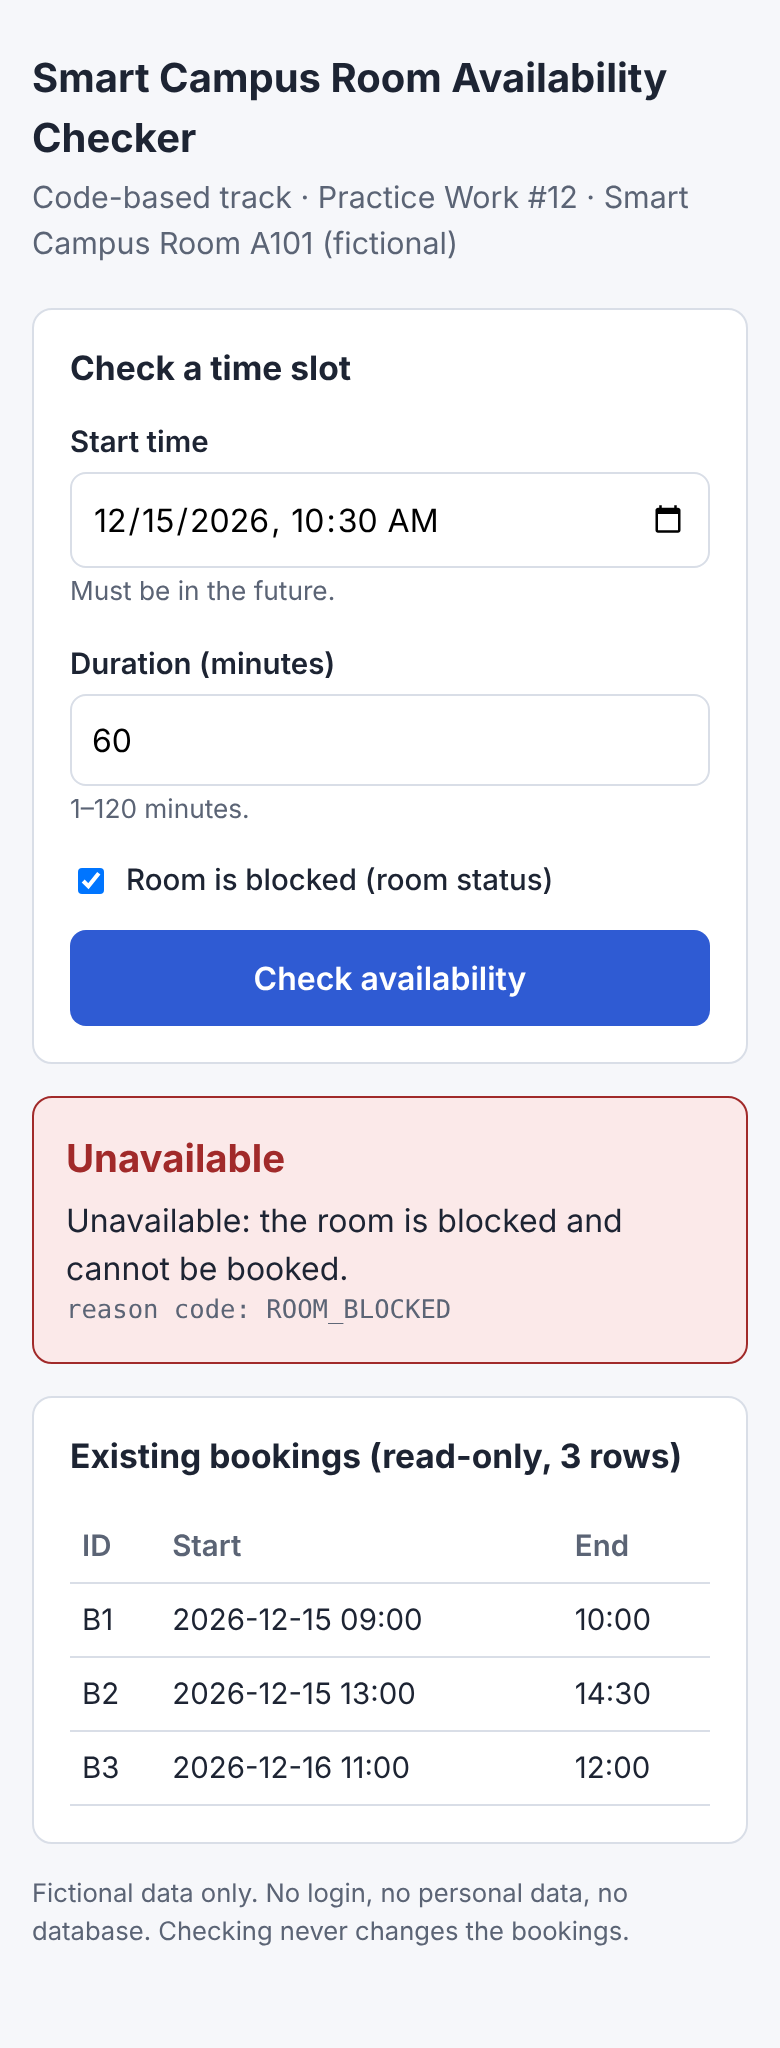 Smart Campus Room Availability
Checker
Code-based track · Practice Work #12 · Smart
Campus Room A101 (fictional)
Check a time slot
Start time
12/15/2026, 10:30 AM
Must be in the future.
Duration (minutes)
60
1–120 minutes.
Room is blocked (room status)
Check availability
Unavailable
Unavailable: the room is blocked and
cannot be booked.
reason code: ROOM_BLOCKED
Existing bookings (read-only, 3 rows)
ID Start End
B1 2026-12-15 09:00 10:00
B2 2026-12-15 13:00 14:30
B3 2026-12-16 11:00 12:00
Fictional data only. No login, no personal data, no
database. Checking never changes the bookings.